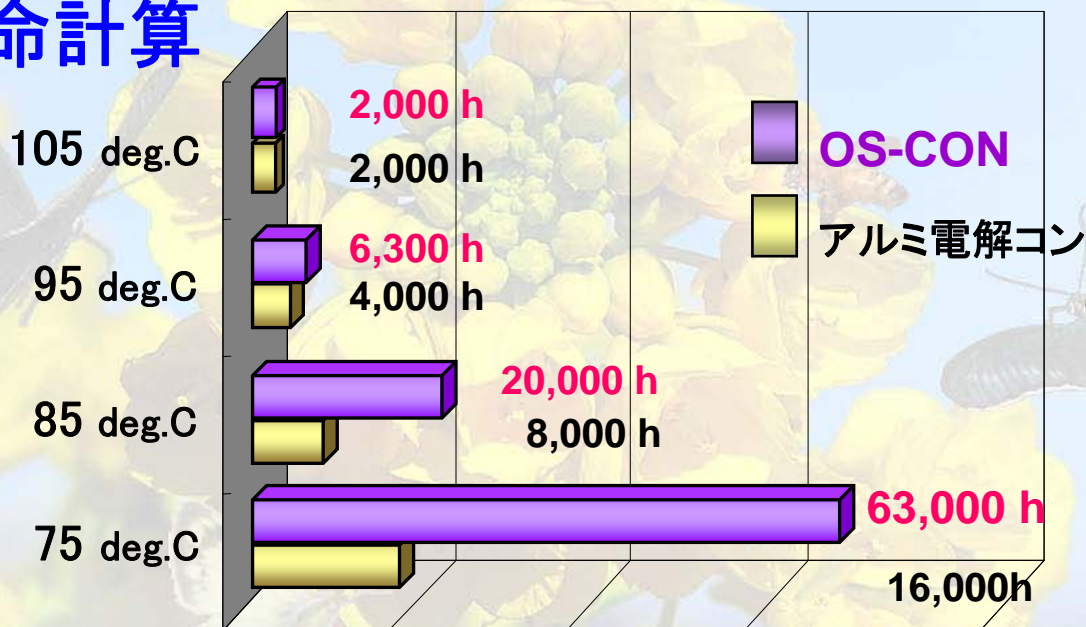 命計算
105 deg.C
2,000 h
2,000 h
95 deg.C
6,300 h
4,000 h
85 deg.C
20,000 h
8,000 h
75 deg.C
63,000 h
16,000h
OS-CON
アルミ電解コン